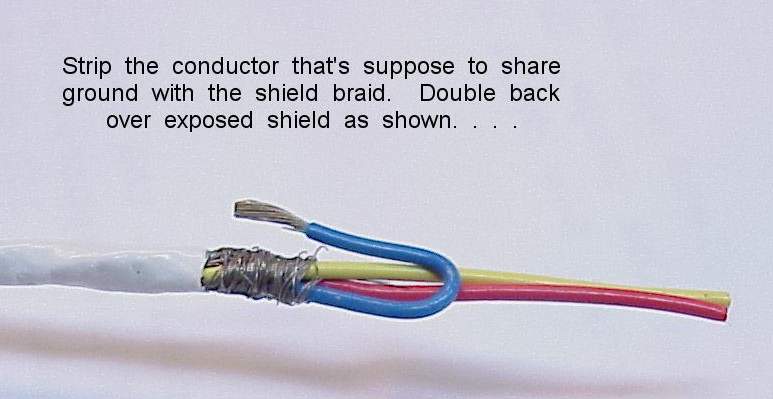 Strip the conductor that's suppose to share
ground with the shield braid. Double back
over exposed shield as shown. . . .